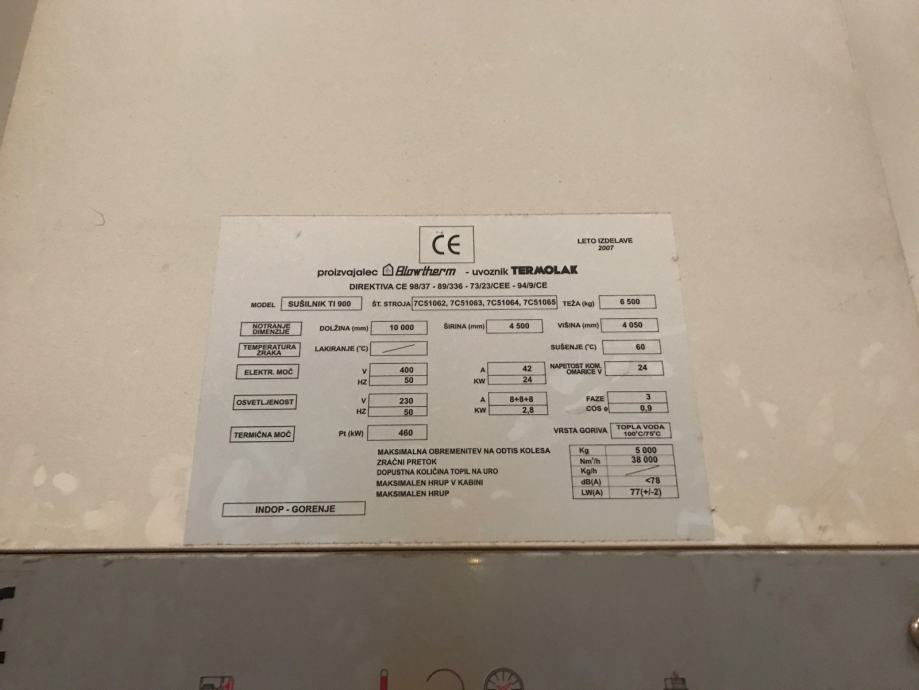 CE
LETO IZDELAVE
2007
proizvajalec Blowtherm - uvoznik TERMOLAK
DIREKTIVA CE 98/37 - 89/336 - 73/23/CEE - 94/9/CE
MODEL SUŠILNIK TI 900 ŠT. STROJA 7C51062, 7C51063, 7C51064, 7C51065 TEŽA (kg) 6 500
NOTRANJE DIMENZIJE DOLŽINA (mm) 10 000 ŠIRINA (mm) 4 500 VIŠINA (mm) 4 050
TEMPERATURA ZRAKA LAKIRANJE (°C) SUŠENJE (°C) 60
ELEKTR. MOČ V 400 A 42 NAPETOST KOM. OMARICE V 24
HZ 50 KW 24
OSVETLJENOST V 230 A 8+8+8 FAZE 3
HZ 50 KW 2,8 COS φ 0,9
TERMIČNA MOČ Pt (kW) 460 VRSTA GORIVA TOPLA VODA 100°C/75°C
MAKSIMALNA OBREMENITEV NA ODTIS KOLESA Kg 5 000
ZRAČNI PRETOK Nm³/h 38 000
DOPUSTNA KOLIČINA TOPIL NA URO Kg/h
MAKSIMALEN HRUP V KABINI dB(A) <78
MAKSIMALEN HRUP LW(A) 77(+/-2)
INDOP - GORENJE